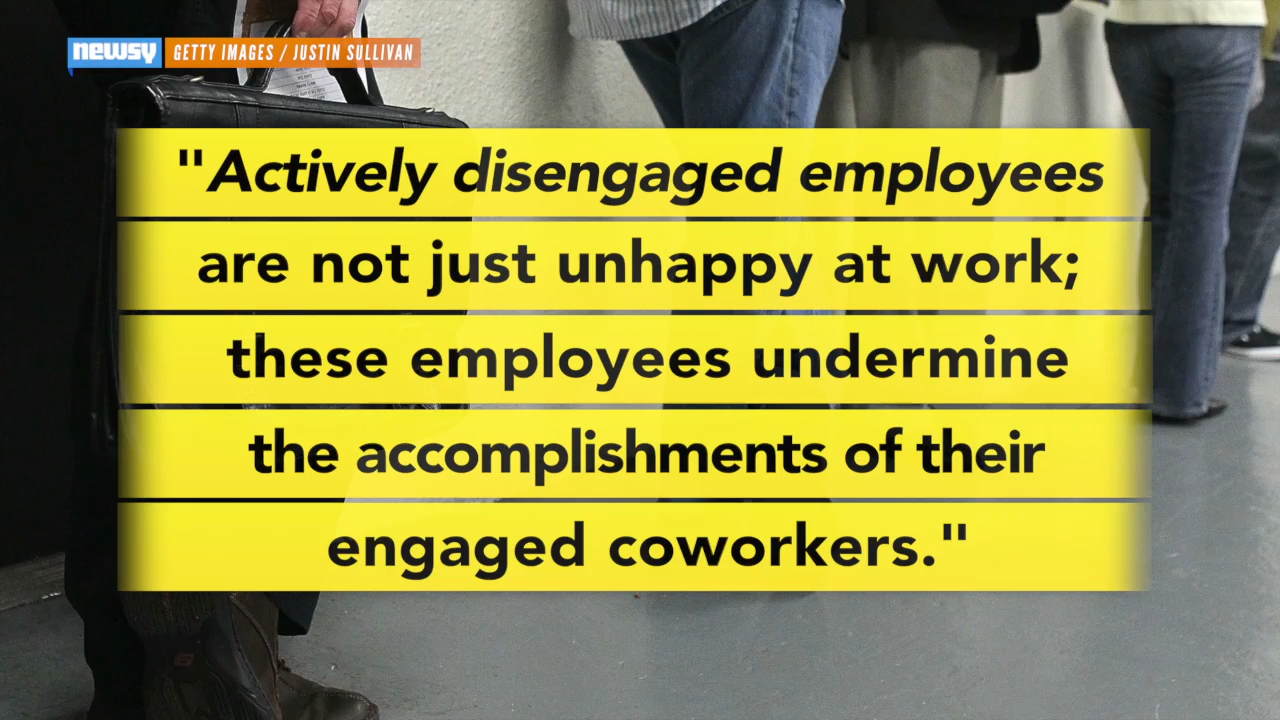 newsy GETTY IMAGES / JUSTIN SULLIVAN
"Actively disengaged employees
are not just unhappy at work;
these employees undermine
the accomplishments of their
engaged coworkers."